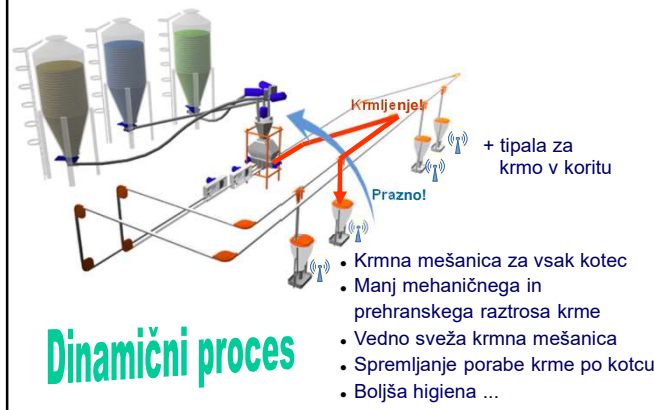 Krmljenje!
+ tipala za
krmo v koritu
Prazno!
• Krmna mešanica za vsak kotec
• Manj mehaničnega in
prehranskega raztrosa krme
• Vedno sveža krmna mešanica
• Spremljanje porabe krme po kotcu
• Boljša higiena ...
Dinamični proces